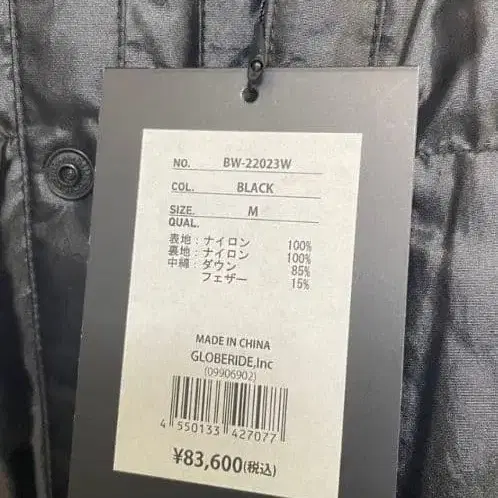 NO. BW-22023W
COL. BLACK
SIZE. M
QUAL.
表地：ナイロン 100%
裏地：ナイロン 100%
中綿：ダウン 85%
フェザー 15%
MADE IN CHINA
GLOBERIDE,Inc
(09906902)
4 550133 427077
¥83,600(税込)